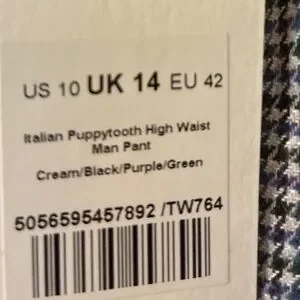 US 10 UK 14 EU 42
Italian Puppytooth High Waist
Man Pant
Cream/Black/Purple/Green
5056595457892 /TW764